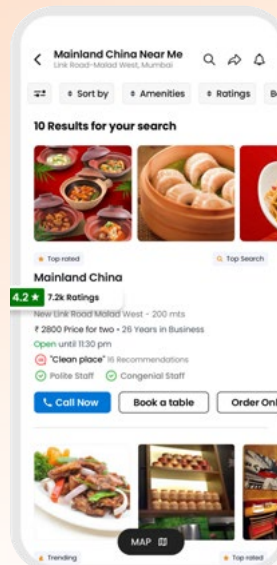 Mainland China Near Me
Link Road-Malad West, Mumbai
Sort by
Amenities
Ratings
10 Results for your search
Top rated
Top Search
Mainland China
4.2 ★ 7.2k Ratings
New Link Road Malad West - 200 mts
₹ 2800 Price for two • 26 Years in Business
Open until 11:30 pm
"Clean place" 16 Recommendations
Polite Staff
Congenial Staff
Call Now
Book a table
Order Onl
MAP
Trending
Top rated